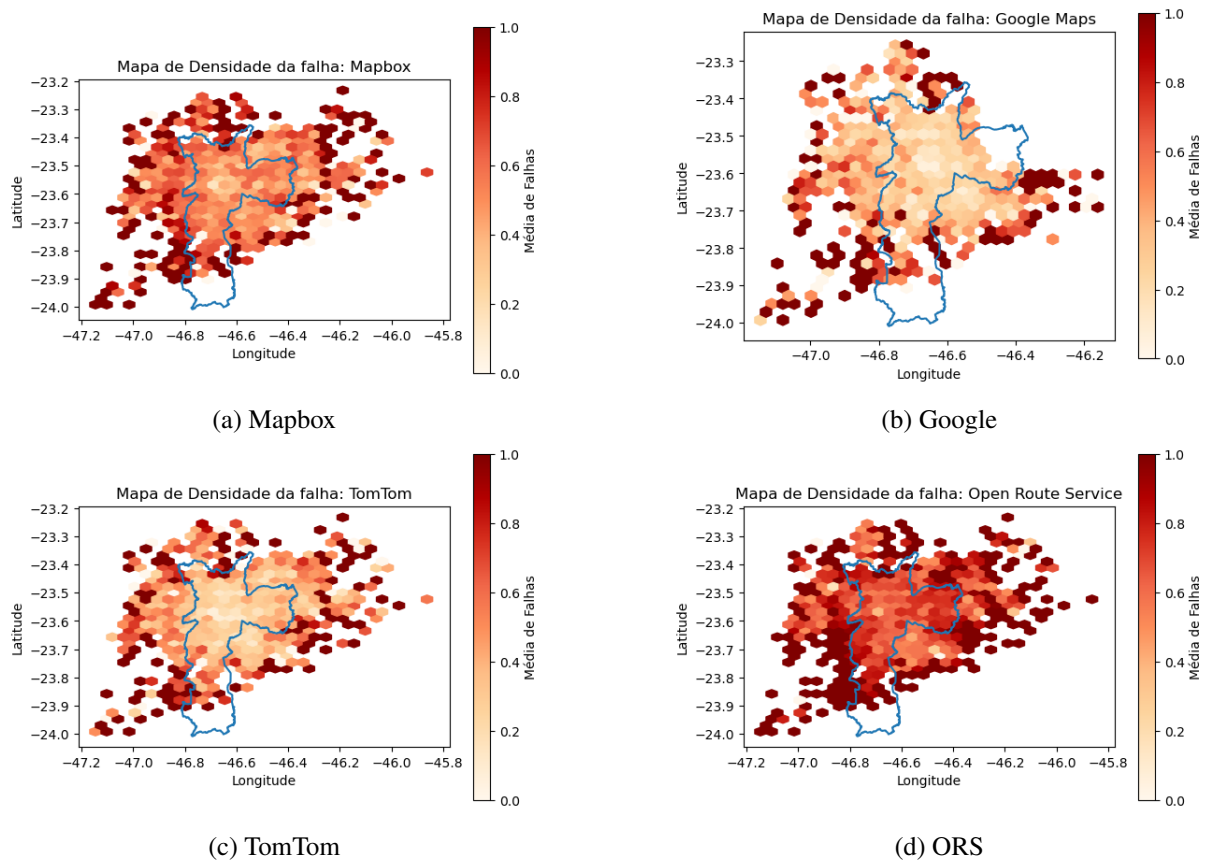 Mapa de Densidade da falha: Mapbox
−23.2
−23.3
−23.4
−23.5
−23.6
−23.7
−23.8
−23.9
−24.0
Latitude
−47.2 −47.0 −46.8 −46.6 −46.4 −46.2 −46.0 −45.8
Longitude
1.0
0.8
0.6
0.4
0.2
0.0
Média de Falhas
(a) Mapbox
Mapa de Densidade da falha: Google Maps
−23.3
−23.4
−23.5
−23.6
−23.7
−23.8
−23.9
−24.0
Latitude
−47.0 −46.8 −46.6 −46.4 −46.2
Longitude
1.0
0.8
0.6
0.4
0.2
0.0
Média de Falhas
(b) Google
Mapa de Densidade da falha: TomTom
−23.2
−23.3
−23.4
−23.5
−23.6
−23.7
−23.8
−23.9
−24.0
Latitude
−47.2 −47.0 −46.8 −46.6 −46.4 −46.2 −46.0 −45.8
Longitude
1.0
0.8
0.6
0.4
0.2
0.0
Média de Falhas
(c) TomTom
Mapa de Densidade da falha: Open Route Service
−23.2
−23.3
−23.4
−23.5
−23.6
−23.7
−23.8
−23.9
−24.0
Latitude
−47.2 −47.0 −46.8 −46.6 −46.4 −46.2 −46.0 −45.8
Longitude
1.0
0.8
0.6
0.4
0.2
0.0
Média de Falhas
(d) ORS